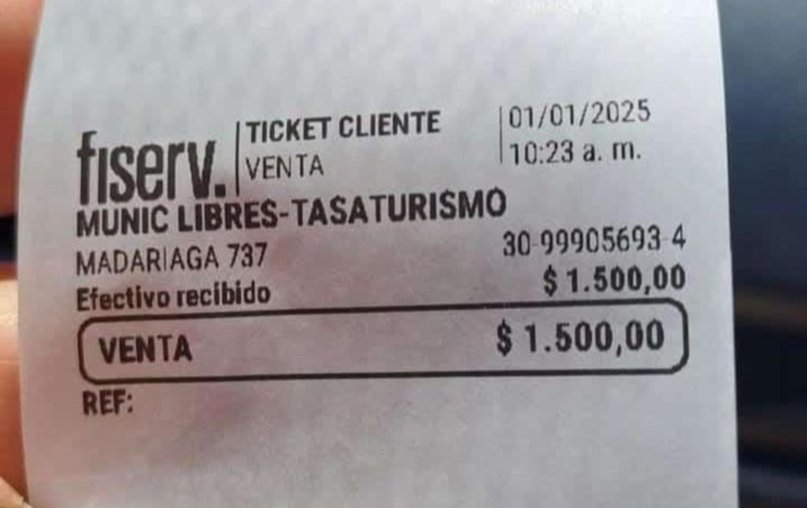 fiserv. TICKET CLIENTE 01/01/2025
VENTA 10:23 a. m.
MUNIC LIBRES-TASATURISMO
MADARIAGA 737 30-99905693-4
Efectivo recibido $ 1.500,00
VENTA $ 1.500,00
REF: